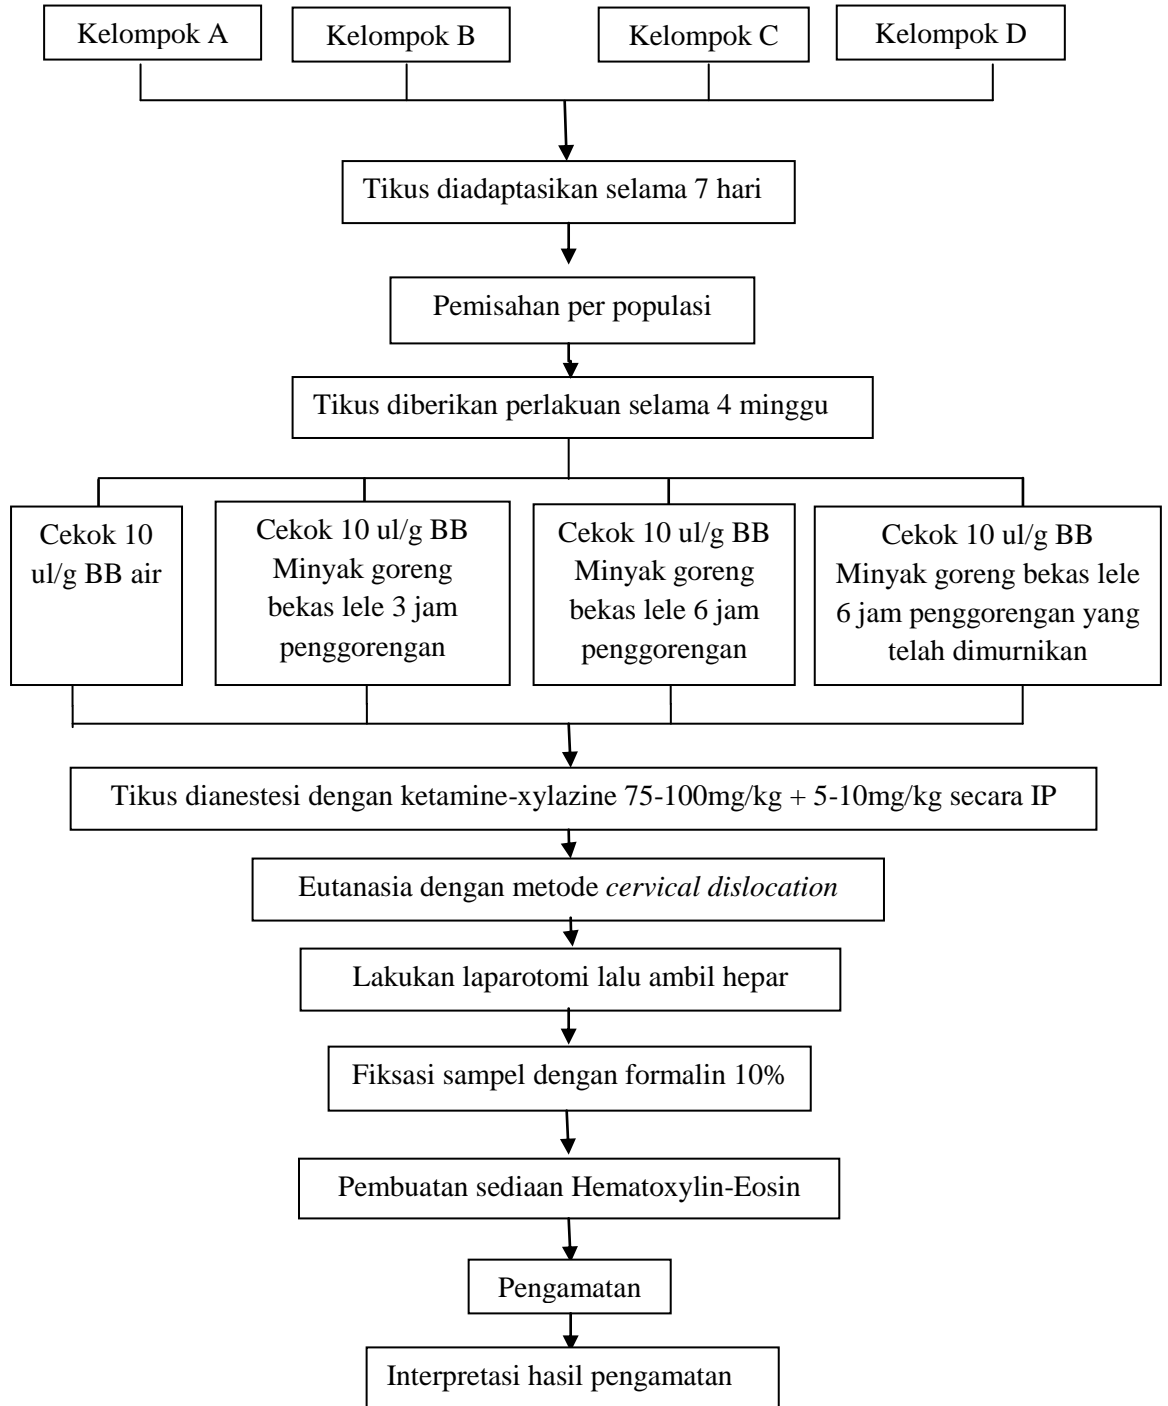 Kelompok A
Kelompok B
Kelompok C
Kelompok D
Tikus diadaptasikan selama 7 hari
Pemisahan per populasi
Tikus diberikan perlakuan selama 4 minggu
Cekok 10
ul/g BB air
Cekok 10 ul/g BB
Minyak goreng
bekas lele 3 jam
penggorengan
Cekok 10 ul/g BB
Minyak goreng
bekas lele 6 jam
penggorengan
Cekok 10 ul/g BB
Minyak goreng bekas lele
6 jam penggorengan yang
telah dimurnikan
Tikus dianestesi dengan ketamine-xylazine 75-100mg/kg + 5-10mg/kg secara IP
Eutanasia dengan metode cervical dislocation
Lakukan laparotomi lalu ambil hepar
Fiksasi sampel dengan formalin 10%
Pembuatan sediaan Hematoxylin-Eosin
Pengamatan
Interpretasi hasil pengamatan